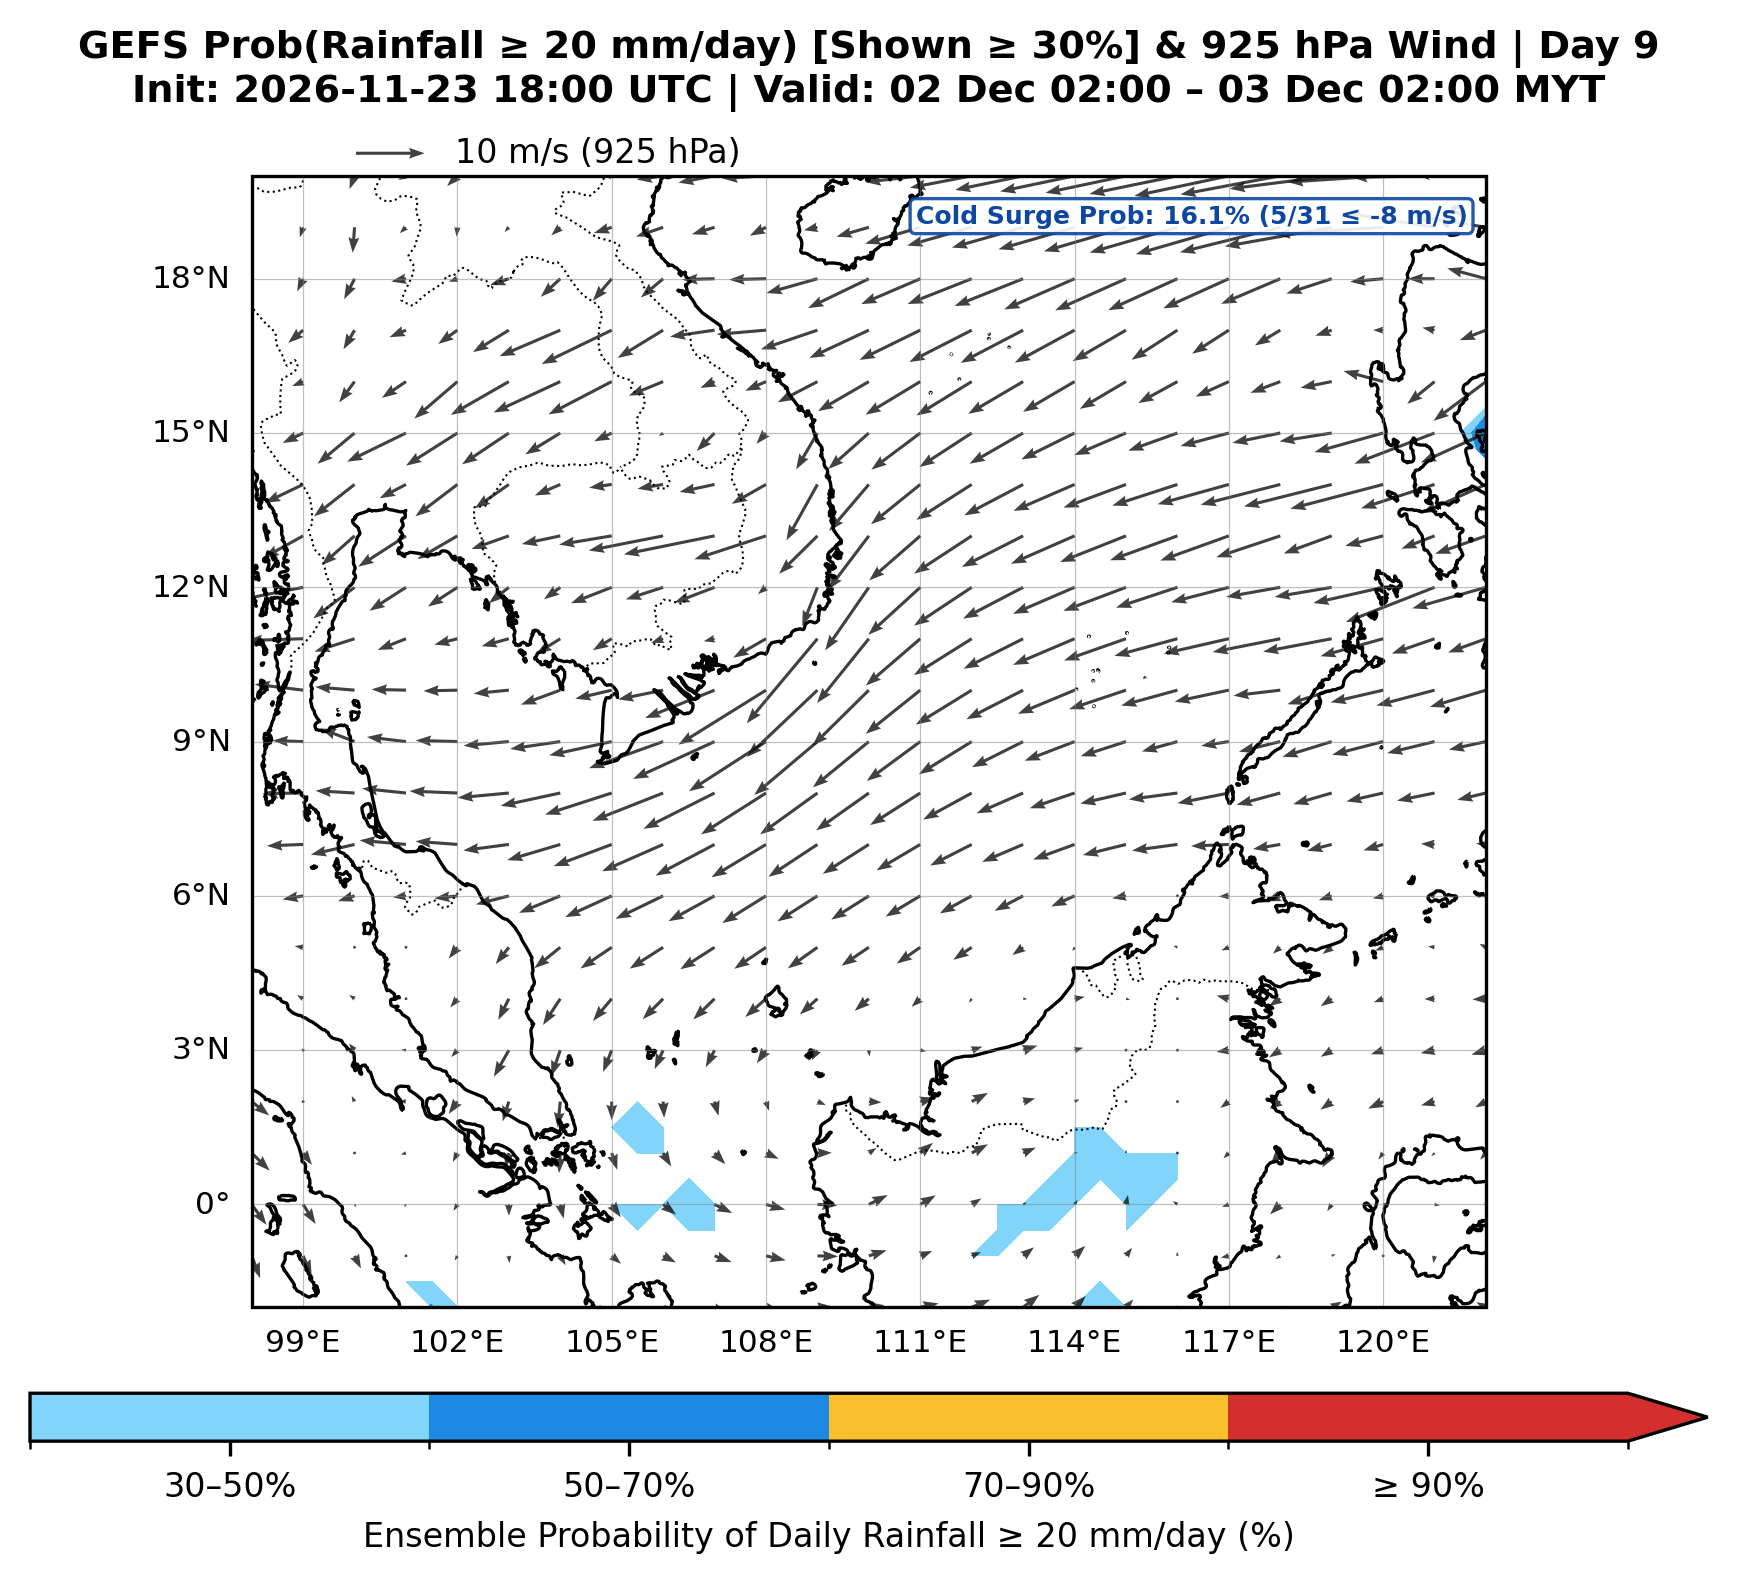 GEFS Prob(Rainfall ≥ 20 mm/day) [Shown ≥ 30%] & 925 hPa Wind | Day 9
Init: 2026-11-23 18:00 UTC | Valid: 02 Dec 02:00 – 03 Dec 02:00 MYT
10 m/s (925 hPa)
Cold Surge Prob: 16.1% (5/31 ≤ -8 m/s)
18°N
15°N
12°N
9°N
6°N
3°N
0°
99°E 102°E 105°E 108°E 111°E 114°E 117°E 120°E
30–50% 50–70% 70–90% ≥ 90%
Ensemble Probability of Daily Rainfall ≥ 20 mm/day (%)